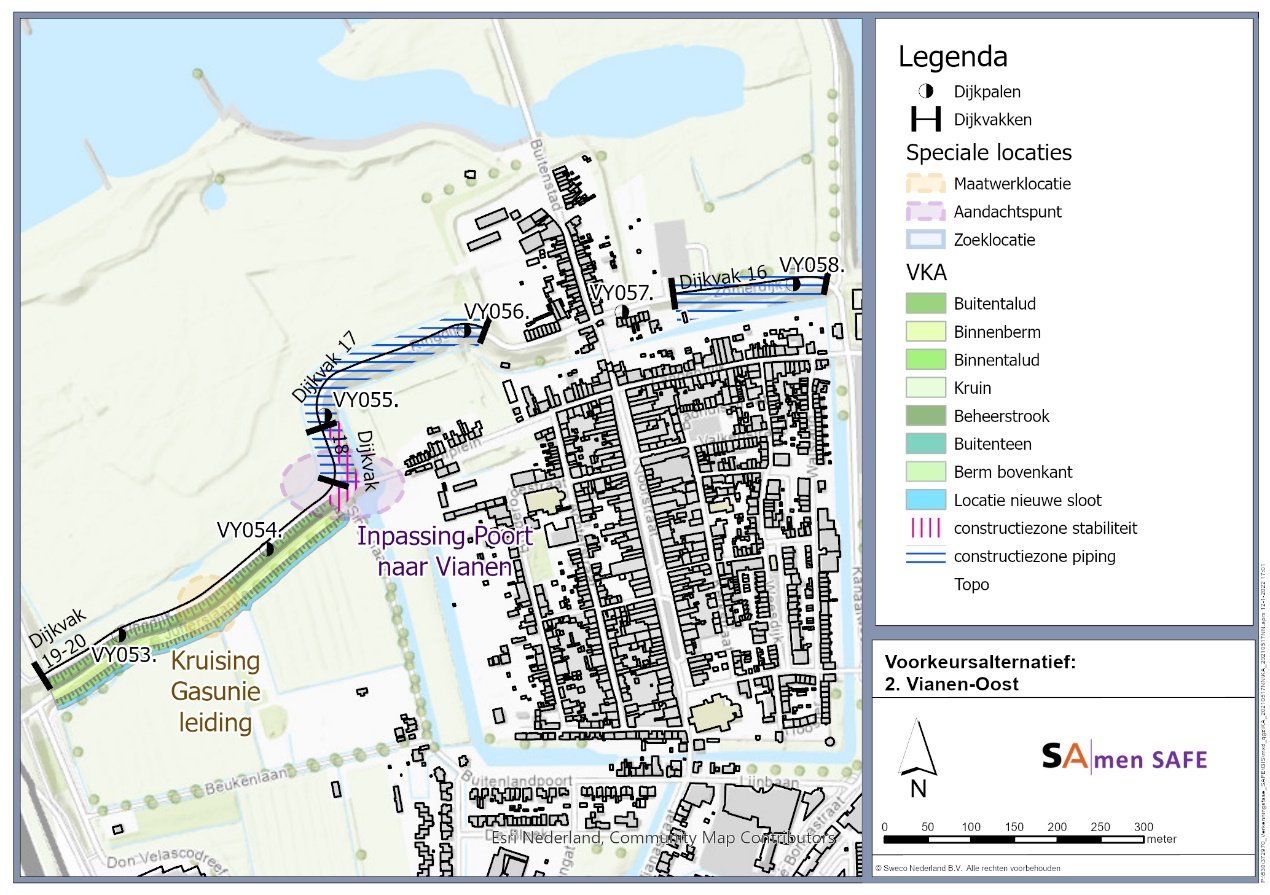 Buitenstad
VY058.
Dijkvak 16
VY057.
VY056.
Dijkvak 17
VY055.
18
Dijkvak
VY054.
Inpassing Poort
naar Vianen
Voorstraat
Dijkvak
19-20
VY053.
Kruising
Gasunie
leiding
Beukenlaan
Buitenlandpoort
Lijnbaan
Esri Nederland, Community Map Contributors
Don Velascodreef
Legenda
Dijkpalen
Dijkvakken
Speciale locaties
Maatwerklocatie
Aandachtspunt
Zoeklocatie
VKA
Buitentalud
Binnenberm
Binnentalud
Kruin
Beheerstrook
Buitenteen
Berm bovenkant
Locatie nieuwe sloot
constructiezone stabiliteit
constructiezone piping
Topo
Voorkeursalternatief:
2. Vianen-Oost
N
SAmen SAFE
0 50 100 150 200 250 300
meter
© Sweco Nederland B.V. Alle rechten voorbehouden